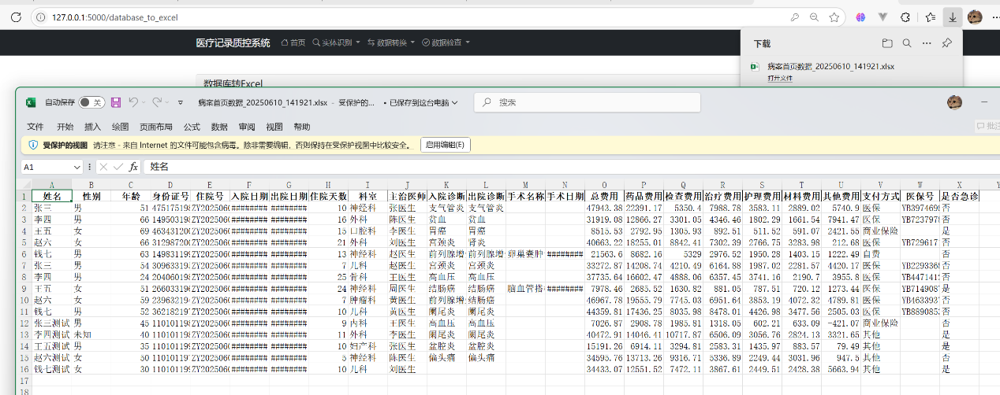 127.0.0.1:5000/database_to_excel
医疗记录质控系统 首页 实体识别 数据转换 数据检查
下载
病案首页数据_20250610_141921.xlsx
打开文件
数据库转Excel
自动保存 关 病案首页数据_20250610_141921.xlsx - 受保护的... • 已保存到这台电脑 搜索
文件 开始 插入 绘图 页面布局 公式 数据 审阅 视图 帮助 批注
受保护的视图 请注意 - 来自 Internet 的文件可能包含病毒。除非需要编辑，否则保持在受保护视图中比较安全。 启用编辑(E)
A1 fx 姓名
A B C D E F G H I J K L M N O P Q R S T U V W X Y
1 姓名 性别 年龄 身份证号 住院号 入院日期 出院日期 住院天数 科室 主治医师 入院诊断 出院诊断 手术名称 手术日期 总费用 药品费用 检查费用 治疗费用 护理费用 材料费用 其他费用 支付方式 医保号 是否急诊
2 张三 男 51 475175198 ZY2025060 ######## ######## 10 神经科 张医生 支气管炎 支气管炎 47943.38 22391.17 5350.4 7988.78 3583.11 2889.02 5740.9 医保 YB3974698 否
3 李四 男 66 149503198 ZY2025060 ######## ######## 16 外科 陈医生 贫血 贫血 31919.08 12866.27 3301.05 4346.46 1802.29 1661.54 7941.47 医保 YB7237978 否
4 王五 女 69 463431200 ZY2025060 ######## ######## 15 口腔科 李医生 胃癌 胃癌 8515.53 2792.95 1305.93 892.51 511.52 591.07 2421.55 商业保险 是
5 赵六 女 66 312987200 ZY2025060 ######## ######## 21 外科 刘医生 宫颈炎 肾炎 40663.22 18255.01 8842.41 7302.39 2766.75 3283.98 212.68 医保 YB729617 否
6 钱七 男 63 149831199 ZY2025060 ######## ######## 13 神经科 赵医生 前列腺增 前列腺增 卵巢囊肿 ######## 21563.6 8682.16 5329 2976.52 1950.28 1403.15 1222.49 自费 否
7 张三 男 54 309633198 ZY2025060 ######## ######## 7 儿科 赵医生 宫颈炎 宫颈炎 33272.87 14208.74 4210.49 6164.88 1987.02 2281.57 4420.17 医保 YB2293368 否
8 李四 男 24 204060198 ZY2025060 ######## ######## 25 骨科 王医生 高血压 高血压 37735.64 16602.47 4888.06 6357.45 3741.16 2190.7 3955.8 医保 YB447141 否
9 王五 女 51 266033196 ZY2025060 ######## ######## 24 神经科 周医生 结肠癌 结肠癌 脑血管搭 ######## 7978.46 2685.52 1630.82 881.05 787.51 720.12 1273.44 医保 YB714908 是
10 赵六 女 59 239632194 ZY2025060 ######## ######## 7 肿瘤科 黄医生 前列腺增 结肠癌 46967.78 19555.79 7745.03 6951.64 3853.19 4072.32 4789.81 医保 YB463393 否
11 钱七 女 52 362182197 ZY2025060 ######## ######## 10 儿科 黄医生 阑尾炎 阑尾炎 44359.81 17436.25 8035.98 8478.01 4426.98 3477.56 2505.03 医保 YB889085 否
12 张三测试 男 45 110101198 ZY2025060 ######## ######## 9 内科 王医生 高血压 高血压 7026.87 2908.78 1985.81 1318.05 602.21 633.09 -421.07 商业保险 否
13 李四测试 未知 40 110101198 ZY2025060 ######## ######## 11 外科 李医生 阑尾炎 阑尾炎 40472.91 14046.41 10717.87 6506.09 3056.76 2824.13 3321.65 其他 是
14 王五测试 男 35 110101198 ZY2025060 ######## ######## 10 妇产科 张医生 盆腔炎 盆腔炎 15191.26 6914.11 3294.81 2583.31 1435.97 883.57 79.49 其他 否
15 赵六测试 女 50 110101197 ZY2025060 ######## ######## 5 神经科 陈医生 偏头痛 偏头痛 34595.76 13713.26 9316.71 5336.89 2249.44 3031.96 947.5 其他 否
16 钱七测试 女 30 110101199 ZY2025060 ######## ######## 10 儿科 刘医生 34433.07 12551.52 7472.11 3867.61 2449.51 2428.38 5663.94 其他 是
17
18